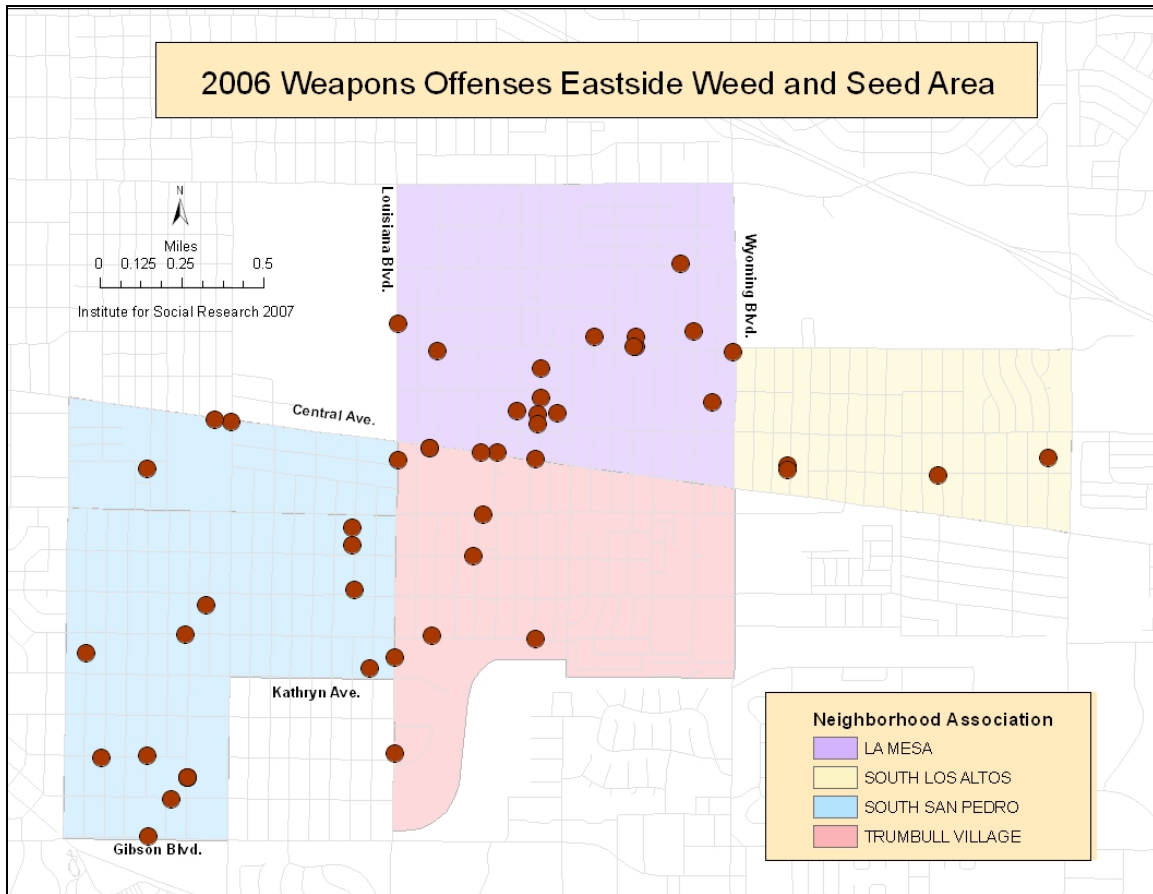 2006 Weapons Offenses Eastside Weed and Seed Area
N
Miles
0 0.125 0.25 0.5
Institute for Social Research 2007
Louisiana Blvd.
Wyoming Blvd.
Central Ave.
Kathryn Ave.
Gibson Blvd.
Neighborhood Association
LA MESA
SOUTH LOS ALTOS
SOUTH SAN PEDRO
TRUMBULL VILLAGE